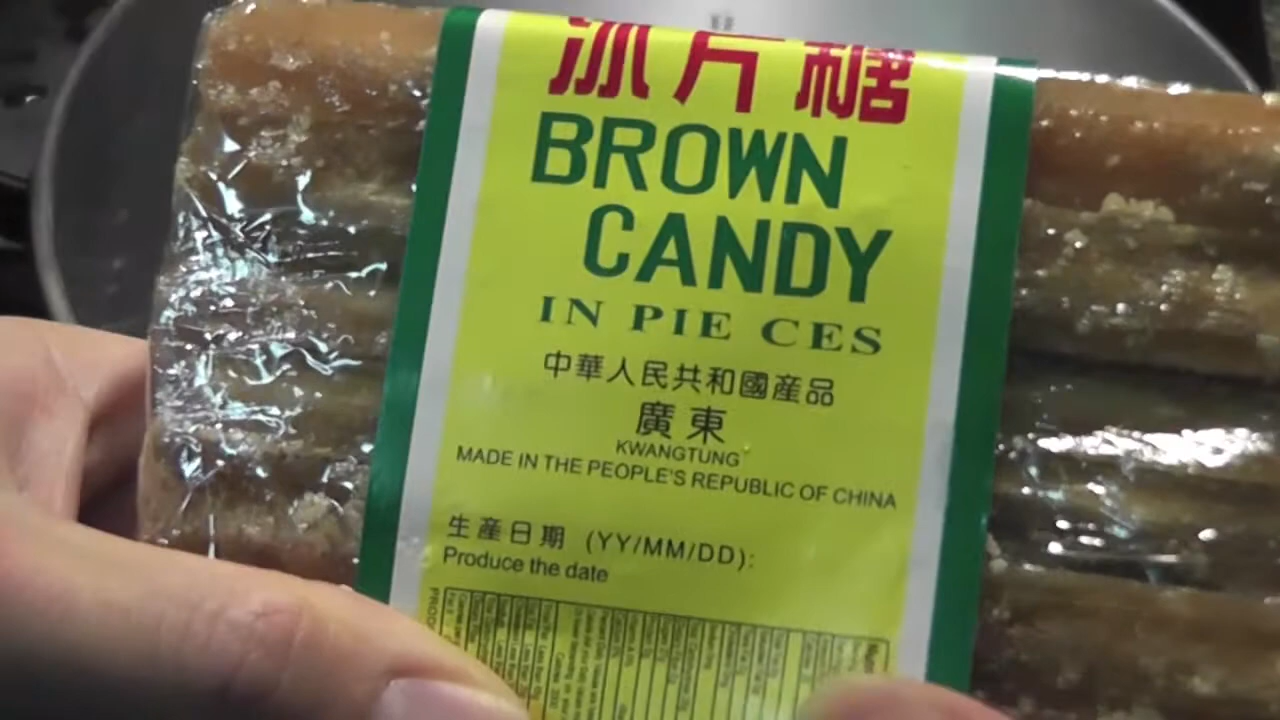 冰片糖
BROWN
CANDY
IN PIE CES
中華人民共和國產品
廣東
KWANGTUNG
MADE IN THE PEOPLE'S REPUBLIC OF CHINA
生產日期 (YY/MM/DD):
Produce the date